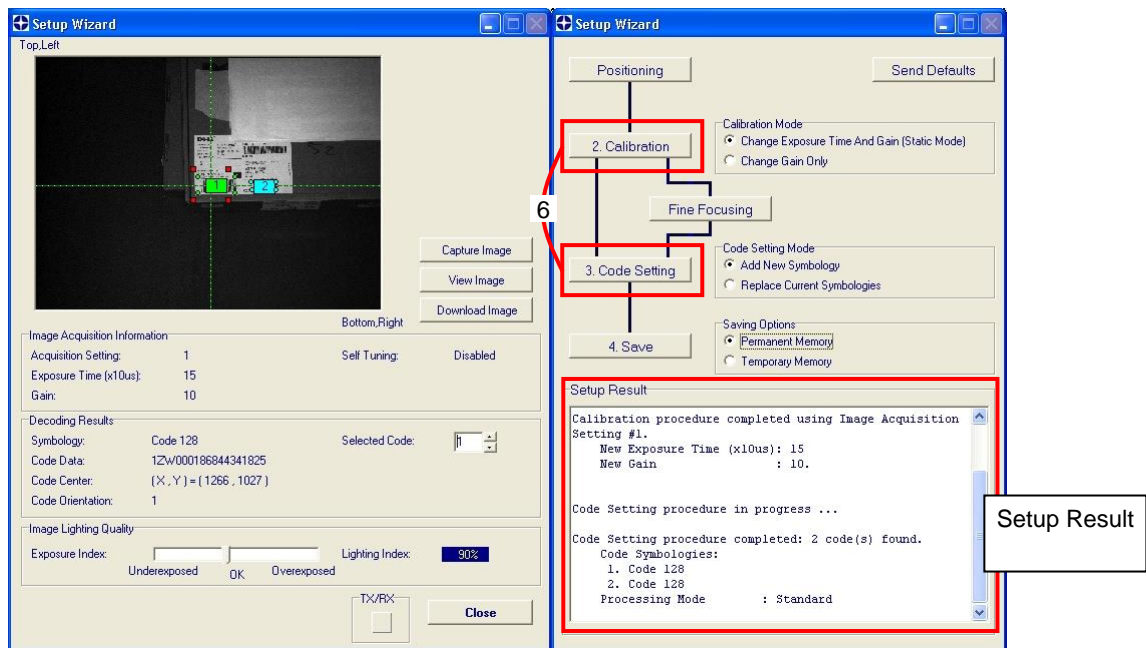 Setup Wizard
Top,Left
1
2
Capture Image
View Image
Download Image
Bottom,Right
Image Acquisition Information
Acquisition Setting: 1 Self Tuning: Disabled
Exposure Time (x10us): 15
Gain: 10
Decoding Results
Symbology: Code 128 Selected Code: 1
Code Data: 1ZW000186844341825
Code Center: ( X , Y ) = ( 1266 , 1027 )
Code Orientation: 1
Image Lighting Quality
Exposure Index: Lighting Index: 90%
Underexposed OK Overexposed
TX/RX
Close
Setup Wizard
Positioning Send Defaults
2. Calibration
Calibration Mode
Change Exposure Time And Gain (Static Mode)
Change Gain Only
6
Fine Focusing
3. Code Setting
Code Setting Mode
Add New Symbology
Replace Current Symbologies
4. Save
Saving Options
Permanent Memory
Temporary Memory
Setup Result
Calibration procedure completed using Image Acquisition
Setting #1.
New Exposure Time (x10us): 15
New Gain : 10.
Code Setting procedure in progress ...
Code Setting procedure completed: 2 code(s) found.
Code Symbologies:
1. Code 128
2. Code 128
Processing Mode : Standard
Setup Result